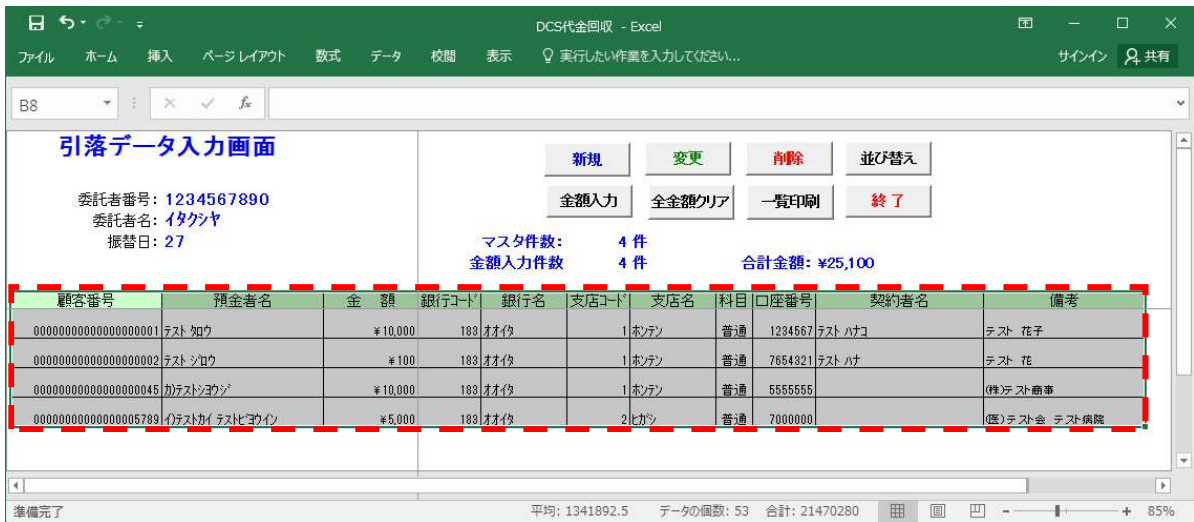 DCS代金回収 - Excel
ファイル ホーム 挿入 ページ レイアウト 数式 データ 校閲 表示 実行したい作業を入力してください... サインイン 共有
B8 fx
引落データ入力画面
新規 変更 削除 並び替え
委託者番号: 1234567890
金額入力 全金額クリア 一覧印刷 終了
委託者名: イタクシヤ
振替日: 27
マスタ件数: 4 件
金額入力件数 4 件 合計金額: ¥25,100
顧客番号 預金者名 金 額 銀行コード 銀行名 支店コード 支店名 科目 口座番号 契約者名 備考
00000000000000000001 テスト タロウ ¥10,000 183 オオイタ 1 ホンテン 普通 1234567 テスト ハナコ テスト 花子
00000000000000000002 テスト ジロウ ¥100 183 オオイタ 1 ホンテン 普通 7654321 テスト ハナ テスト 花
00000000000000000045 カ)テストシヨウジ ¥10,000 183 オオイタ 1 ホンテン 普通 5555555 (株)テスト商事
00000000000000005789 イ)テストカイ テストビヨウイン ¥5,000 183 オオイタ 2 ヒガシ 普通 7000000 (医)テスト会 テスト病院
準備完了 平均: 1341892.5 データの個数: 53 合計: 21470280 85%